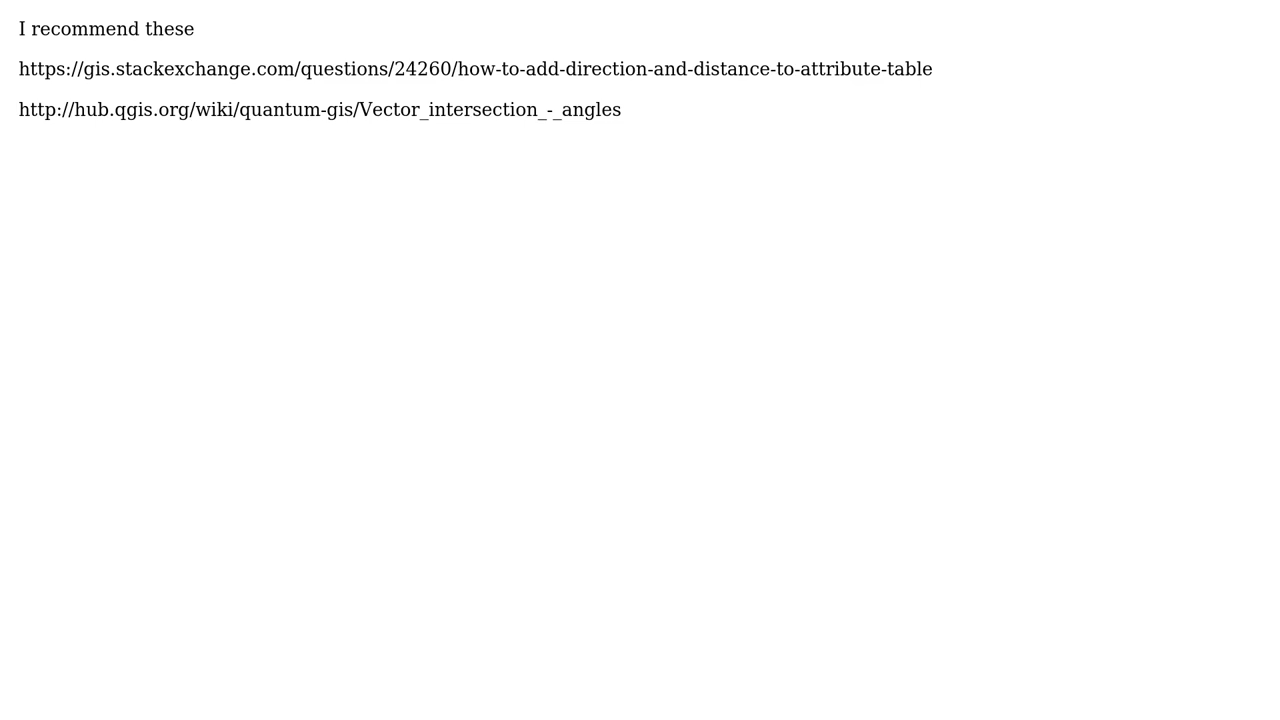 I recommend these
https://gis.stackexchange.com/questions/24260/how-to-add-direction-and-distance-to-attribute-table
http://hub.qgis.org/wiki/quantum-gis/Vector_intersection_-_angles